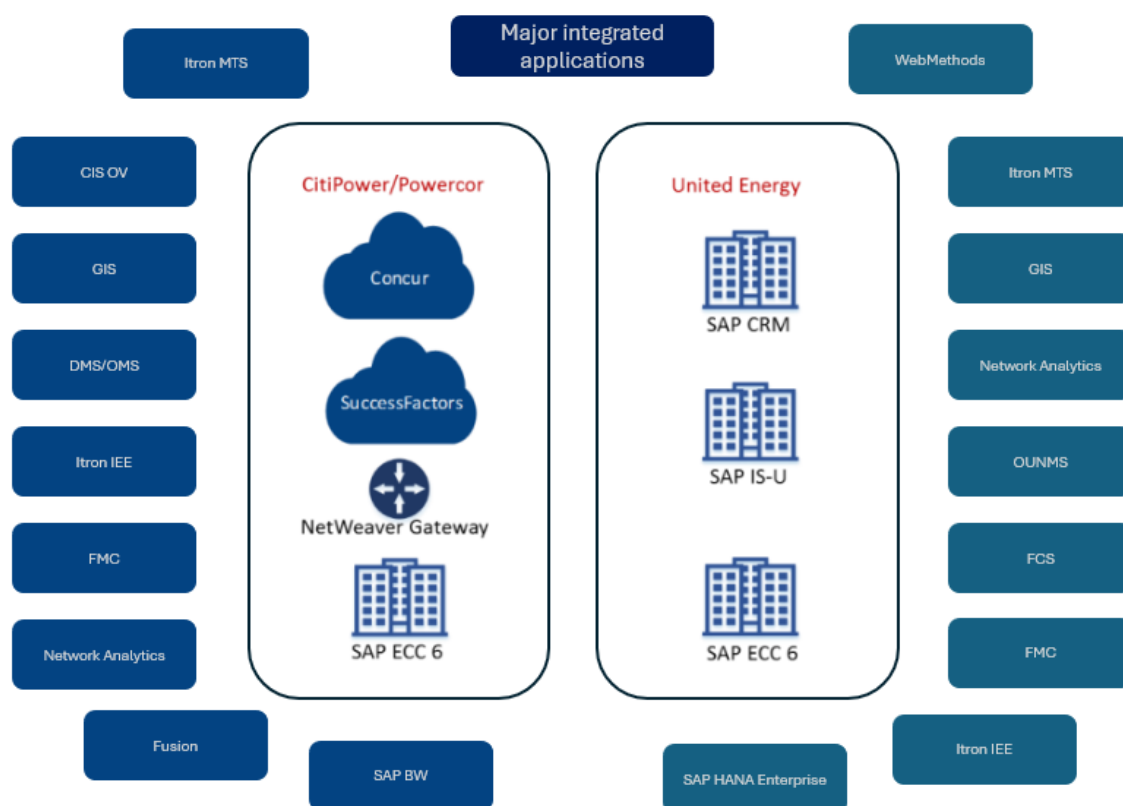 Major integrated
applications
Itron MTS
WebMethods
CIS OV
GIS
DMS/OMS
Itron IEE
FMC
Network Analytics
Fusion
SAP BW
CitiPower/Powercor
Concur
SuccessFactors
NetWeaver Gateway
SAP ECC 6
United Energy
SAP CRM
SAP IS-U
SAP ECC 6
Itron MTS
GIS
Network Analytics
OUNMS
FCS
FMC
Itron IEE
SAP HANA Enterprise